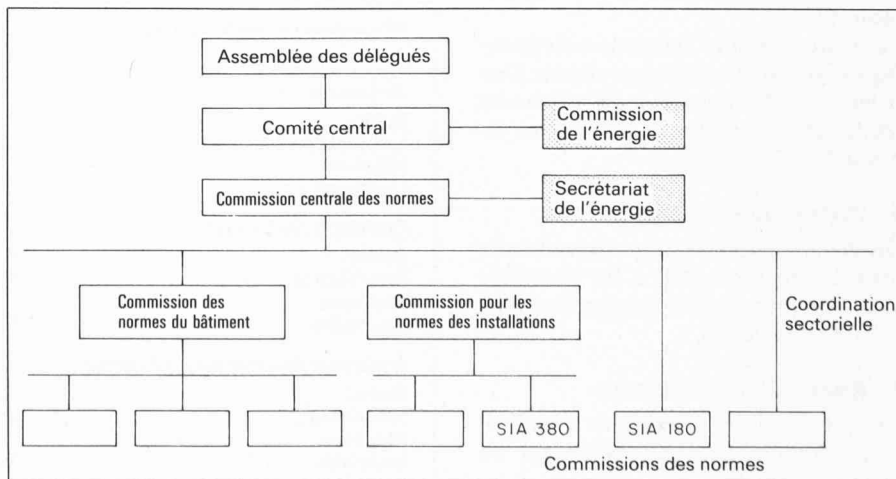 Assemblée des délégués
Comité central
Commission
de l'énergie
Commission centrale des normes
Secrétariat
de l'énergie
Commission des
normes du bâtiment
Commission pour les
normes des installations
Coordination
sectorielle
SIA 380
SIA 180
Commissions des normes